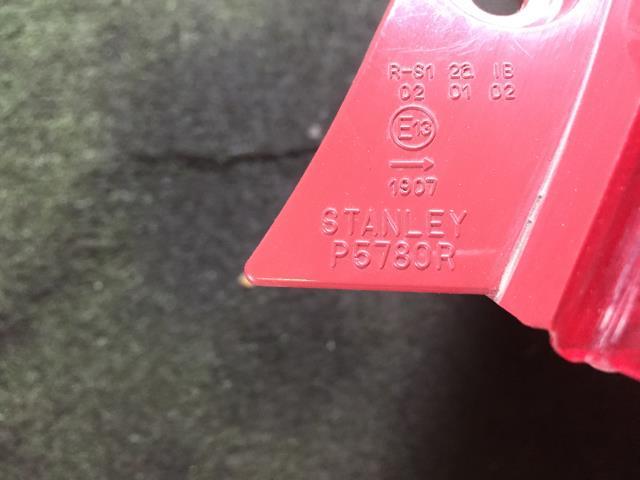 R-S1 2a IB
02 01 02
E13
→
1907
STANLEY
P5780R